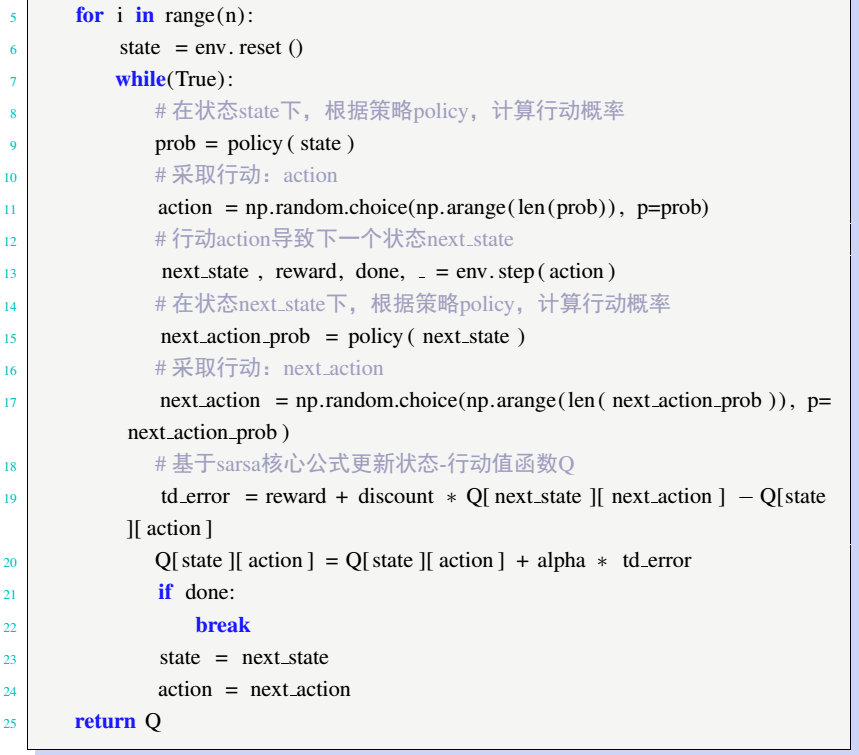 5 for i in range(n):
6 state = env.reset()
7 while(True):
8 # 在状态state下，根据策略policy，计算行动概率
9 prob = policy(state)
10 # 采取行动：action
11 action = np.random.choice(np.arange(len(prob)), p=prob)
12 # 行动action导致下一个状态next_state
13 next_state, reward, done, _ = env.step(action)
14 # 在状态next_state下，根据策略policy，计算行动概率
15 next_action_prob = policy(next_state)
16 # 采取行动：next_action
17 next_action = np.random.choice(np.arange(len(next_action_prob)), p=
next_action_prob)
18 # 基于sarsa核心公式更新状态-行动值函数Q
19 td_error = reward + discount * Q[next_state][next_action] − Q[state
][action]
20 Q[state][action] = Q[state][action] + alpha * td_error
21 if done:
22 break
23 state = next_state
24 action = next_action
25 return Q